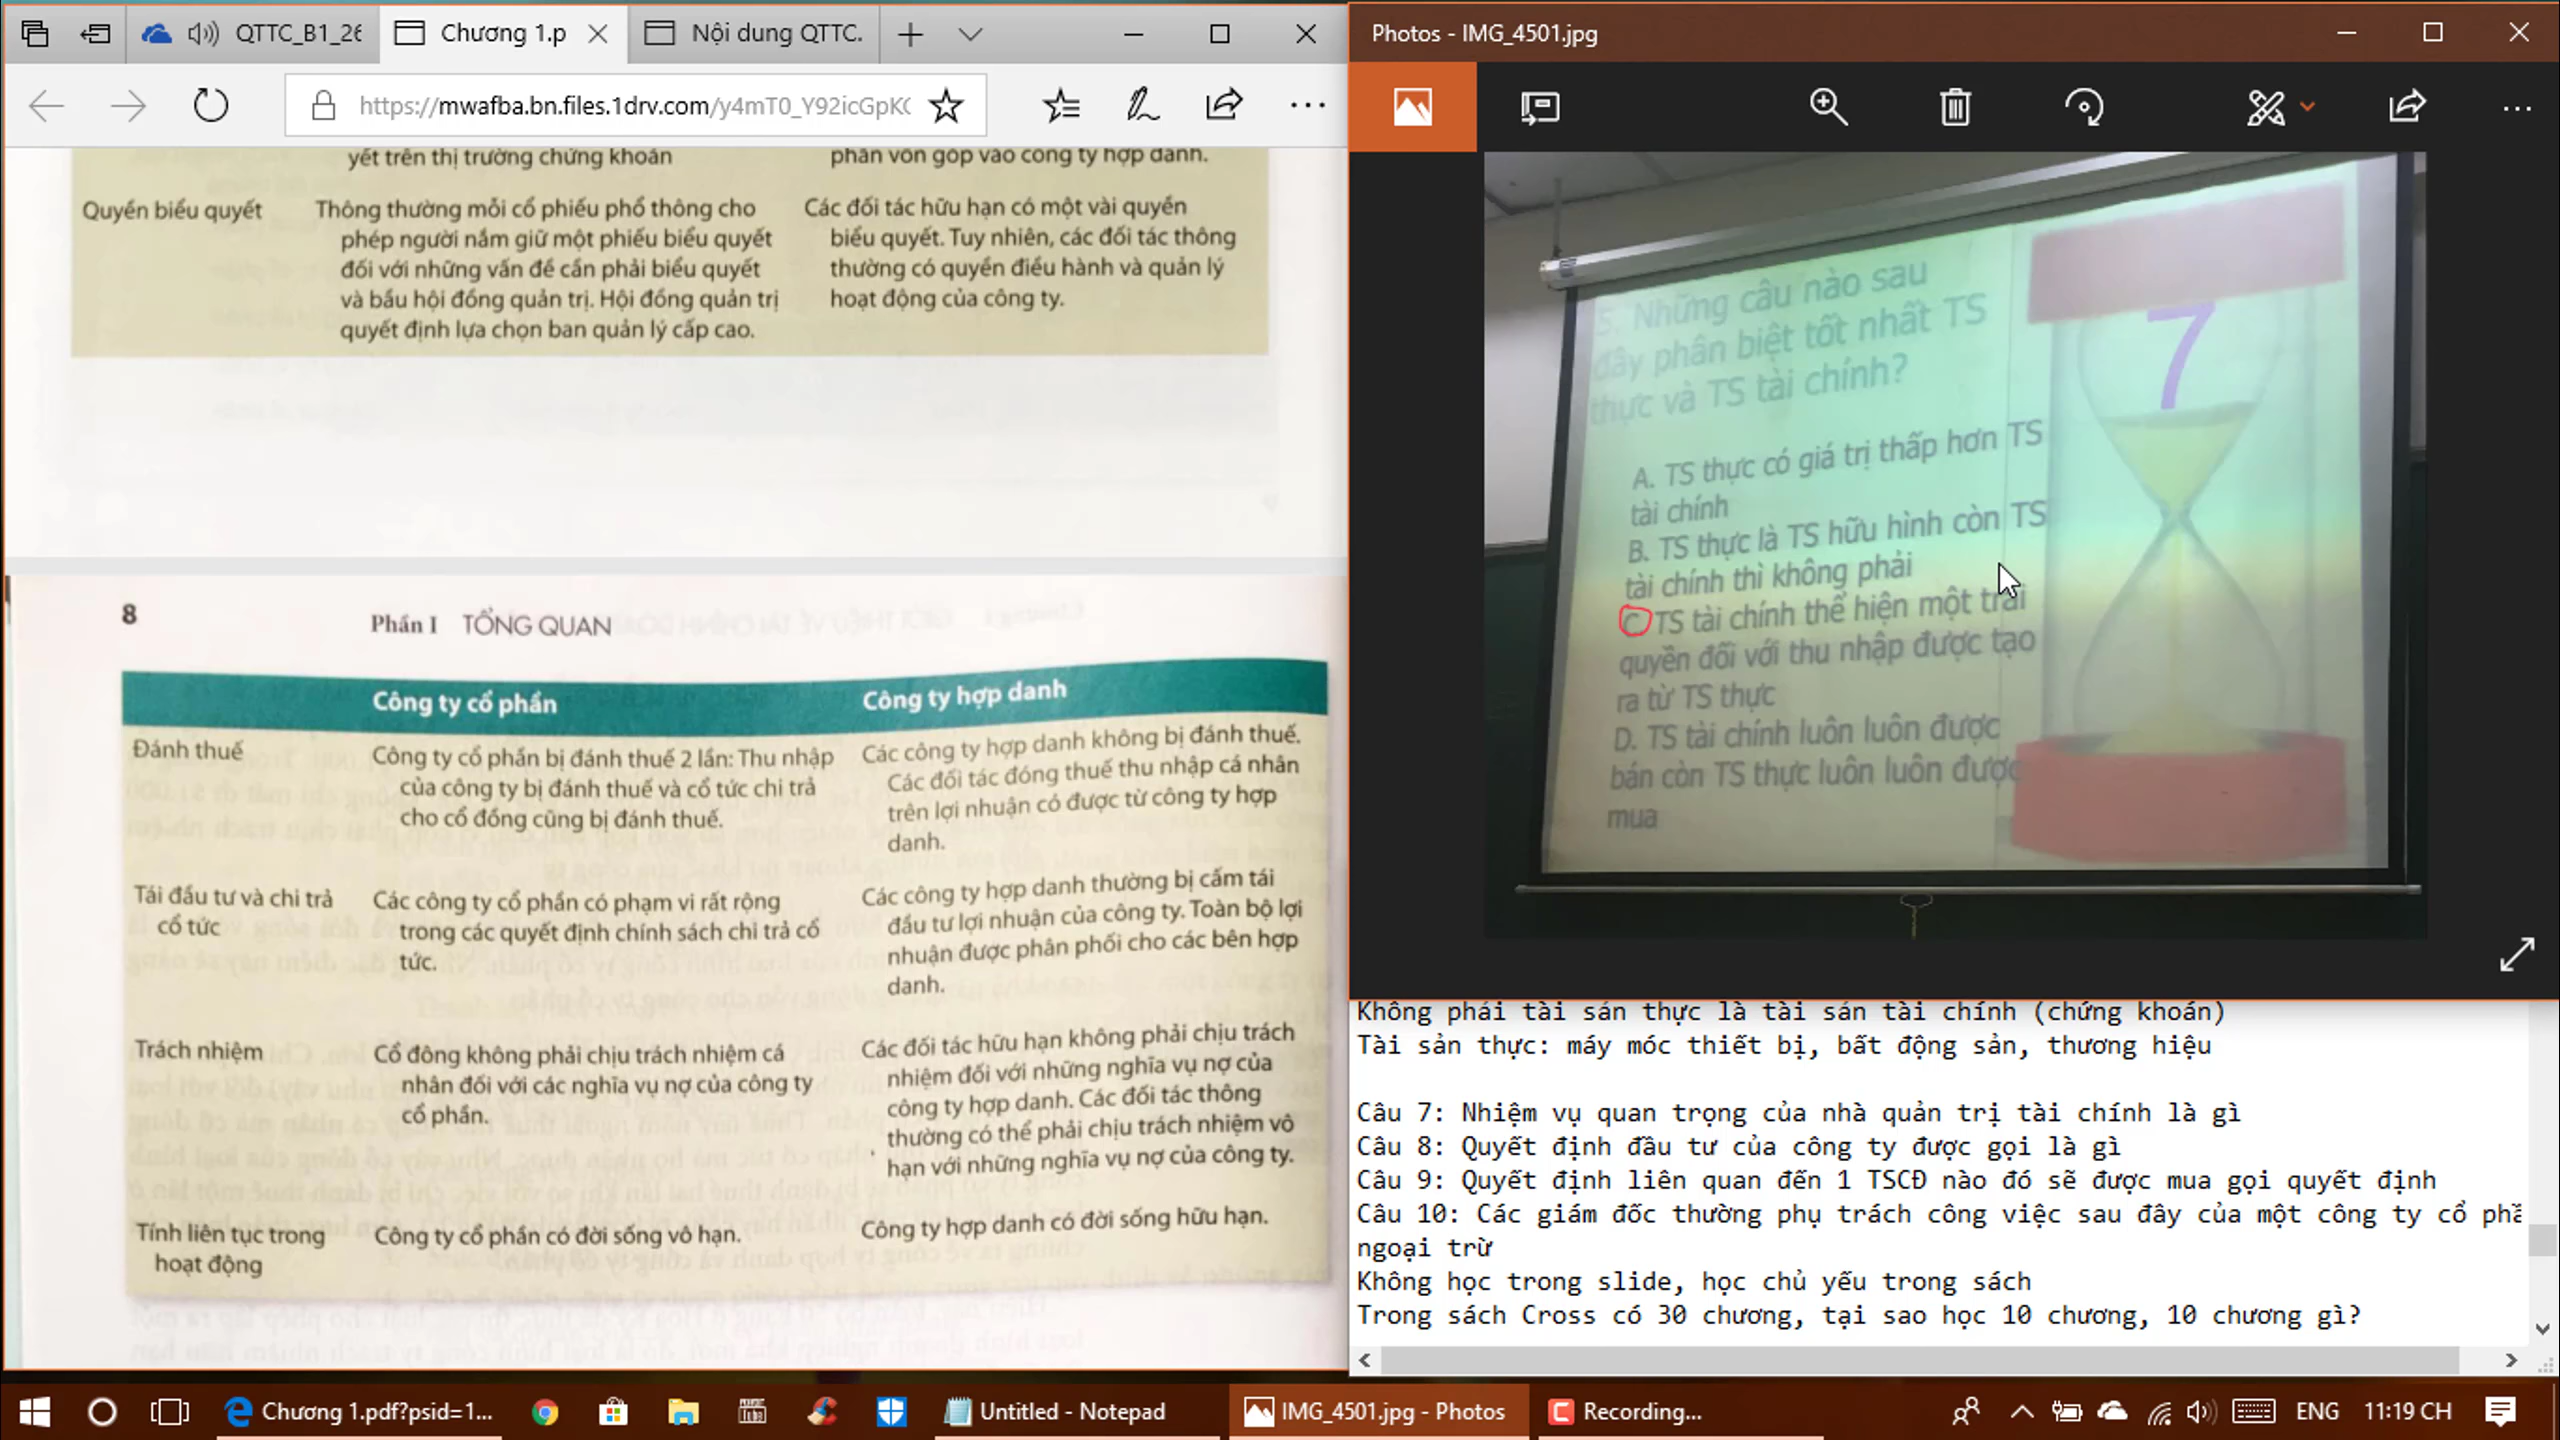 QTTC_B1_26
Chương 1.p
Nội dung QTTC.
https://mwafba.bn.files.1drv.com/y4mT0_Y92icGpK
yết trên thị trường chứng khoán
phần vốn góp vào công ty hợp danh.
Quyền biểu quyết
Thông thường mỗi cổ phiếu phổ thông cho
phép người nắm giữ một phiếu biểu quyết
đối với những vấn đề cần phải biểu quyết
và bầu hội đồng quản trị. Hội đồng quản trị
quyết định lựa chọn ban quản lý cấp cao.
Các đối tác hữu hạn có một vài quyền
biểu quyết. Tuy nhiên, các đối tác thông
thường có quyền điều hành và quản lý
hoạt động của công ty.
8
Phần I TỔNG QUAN
Công ty cổ phần
Công ty hợp danh
Đánh thuế
Công ty cổ phần bị đánh thuế 2 lần: Thu nhập
của công ty bị đánh thuế và cổ tức chi trả
cho cổ đông cũng bị đánh thuế.
Các công ty hợp danh không bị đánh thuế.
Các đối tác đóng thuế thu nhập cá nhân
trên lợi nhuận có được từ công ty hợp
danh.
Tái đầu tư và chi trả
cổ tức
Các công ty cổ phần có phạm vi rất rộng
trong các quyết định chính sách chi trả cổ
tức.
Các công ty hợp danh thường bị cấm tái
đầu tư lợi nhuận của công ty. Toàn bộ lợi
nhuận được phân phối cho các bên hợp
danh.
Trách nhiệm
Cổ đông không phải chịu trách nhiệm cá
nhân đối với các nghĩa vụ nợ của công ty
cổ phần.
Các đối tác hữu hạn không phải chịu trách
nhiệm đối với những nghĩa vụ nợ của
công ty hợp danh. Các đối tác thông
thường có thể phải chịu trách nhiệm vô
hạn với những nghĩa vụ nợ của công ty.
Tính liên tục trong
hoạt động
Công ty cổ phần có đời sống vô hạn.
Công ty hợp danh có đời sống hữu hạn.
Photos - IMG_4501.jpg
5. Những câu nào sau
đây phân biệt tốt nhất TS
thực và TS tài chính?
7
A. TS thực có giá trị thấp hơn TS
tài chính
B. TS thực là TS hữu hình còn TS
tài chính thì không phải
C TS tài chính thể hiện một trái
quyền đối với thu nhập được tạo
ra từ TS thực
D. TS tài chính luôn luôn được
bán còn TS thực luôn luôn được
mua
Không phải tài sản thực là tài sản tài chính (chứng khoán)
Tài sản thực: máy móc thiết bị, bất động sản, thương hiệu
Câu 7: Nhiệm vụ quan trọng của nhà quản trị tài chính là gì
Câu 8: Quyết định đầu tư của công ty được gọi là gì
Câu 9: Quyết định liên quan đến 1 TSCĐ nào đó sẽ được mua gọi quyết định
Câu 10: Các giám đốc thường phụ trách công việc sau đây của một công ty cổ phầ
ngoại trừ
Không học trong slide, học chủ yếu trong sách
Trong sách Cross có 30 chương, tại sao học 10 chương, 10 chương gì?
Chương 1.pdf?psid=1...
Untitled - Notepad
IMG_4501.jpg - Photos
Recording...
ENG
11:19 CH